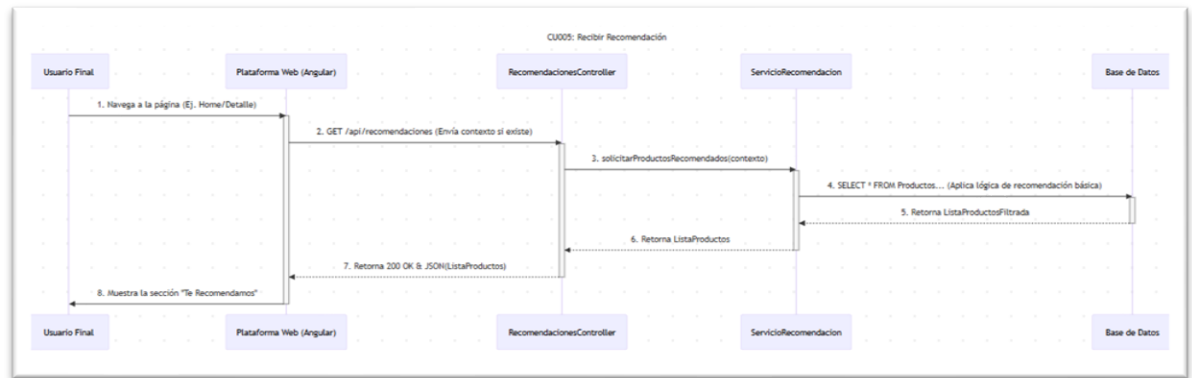 CU005: Recibir Recomendación
Usuario Final
Plataforma Web (Angular)
RecomendacionesController
ServicioRecomendacion
Base de Datos
1. Navega a la página (Ej. Home/Detalle)
2. GET /api/recomendaciones (Envía contexto si existe)
3. solicitarProductosRecomendados(contexto)
4. SELECT * FROM Productos... (Aplica lógica de recomendación básica)
5. Retorna ListaProductosFiltrada
6. Retorna ListaProductos
7. Retorna 200 OK & JSON(ListaProductos)
8. Muestra la sección "Te Recomendamos"
Usuario Final
Plataforma Web (Angular)
RecomendacionesController
ServicioRecomendacion
Base de Datos